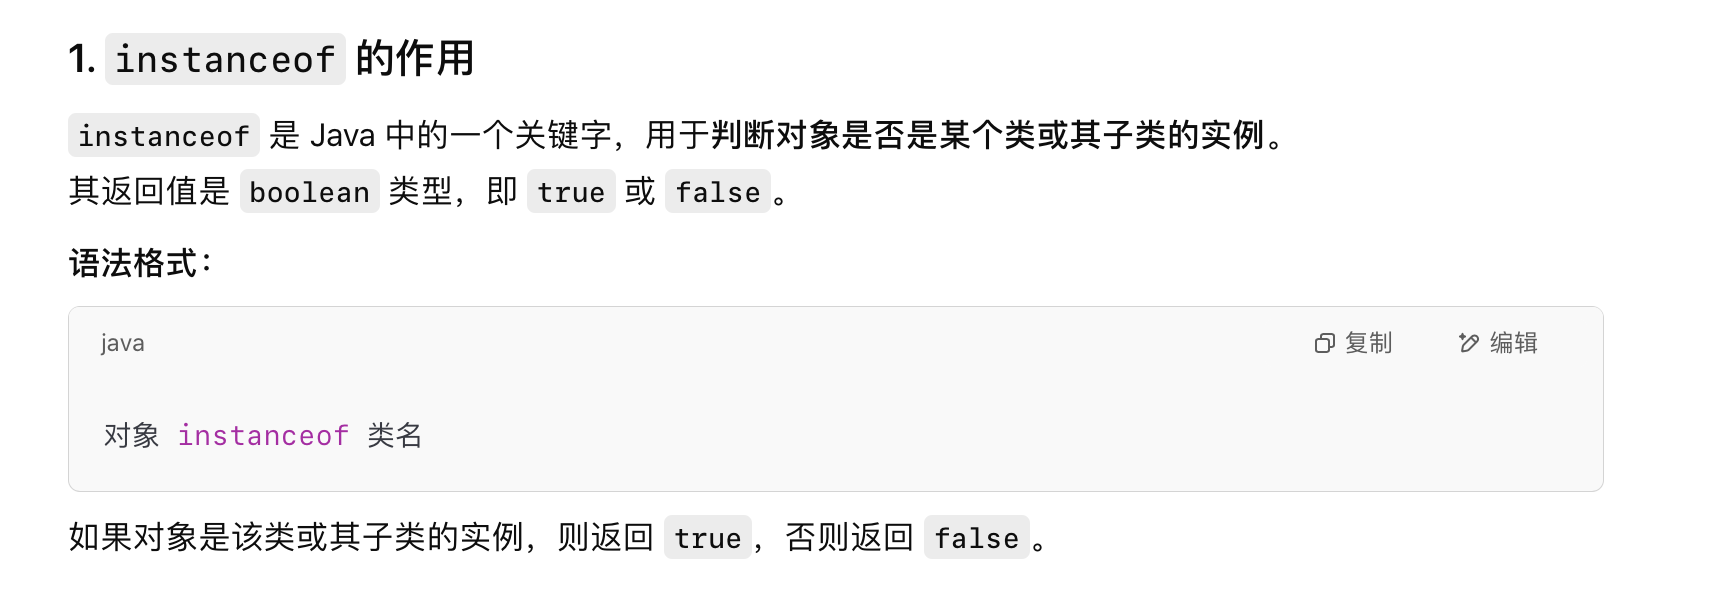 1. instanceof 的作用
instanceof 是 Java 中的一个关键字，用于判断对象是否是某个类或其子类的实例。
其返回值是 boolean 类型，即 true 或 false。
语法格式：
java 复制 编辑
对象 instanceof 类名
如果对象是该类或其子类的实例，则返回 true，否则返回 false。